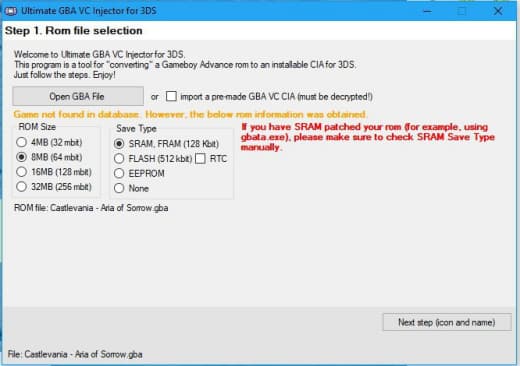 Ultimate GBA VC Injector for 3DS
Step 1. Rom file selection
Welcome to Ultimate GBA VC Injector for 3DS.
This program is a tool for "converting" a Gameboy Advance rom to an installable CIA for 3DS.
Just follow the steps. Enjoy!
Open GBA File or import a pre-made GBA VC CIA (must be decrypted!)
Game not found in database. However, the below rom information was obtained.
ROM Size
4MB (32 mbit)
8MB (64 mbit)
16MB (128 mbit)
32MB (256 mbit)
Save Type
SRAM, FRAM (128 Kbit)
FLASH (512 kbit) RTC
EEPROM
None
If you have SRAM patched your rom (for example, using
gbata.exe), please make sure to check SRAM Save Type
manually.
ROM file: Castlevania - Aria of Sorrow.gba
Next step (icon and name)
File: Castlevania - Aria of Sorrow.gba